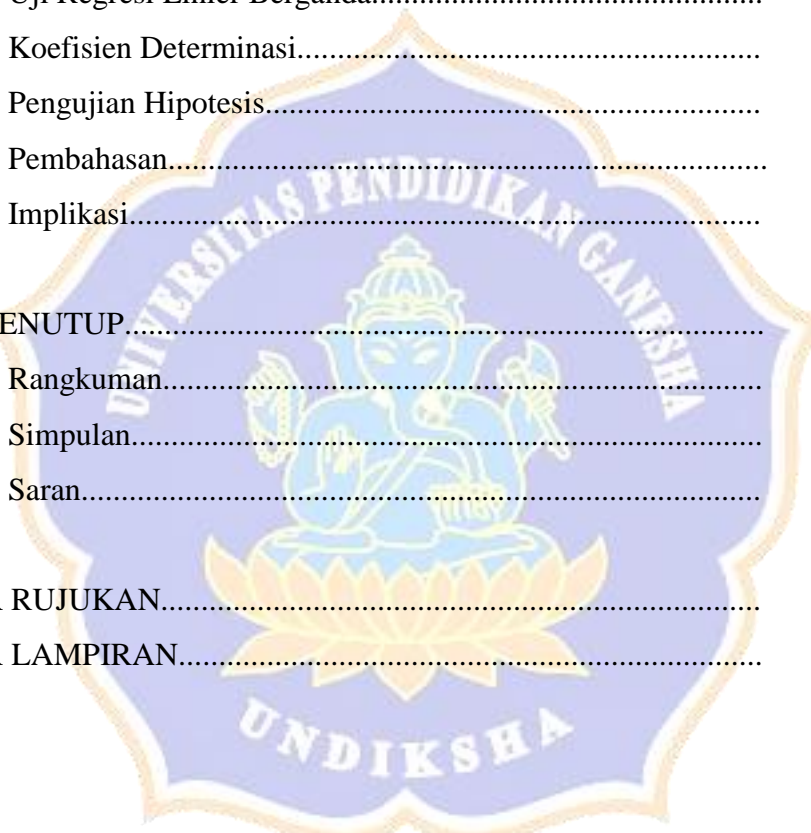 Uji Regresi Linier Berganda.................................................
Koefisien Determinasi..........................................................
Pengujian Hipotesis..............................................................
Pembahasan...........................................................................
Implikasi...............................................................................
ENUTUP................................................................................
Rangkuman...........................................................................
Simpulan...............................................................................
Saran.....................................................................................
RUJUKAN...........................................................................
LAMPIRAN.........................................................................
UNIVERSITAS PENDIDIKAN GANESHA
UNDIKSHA